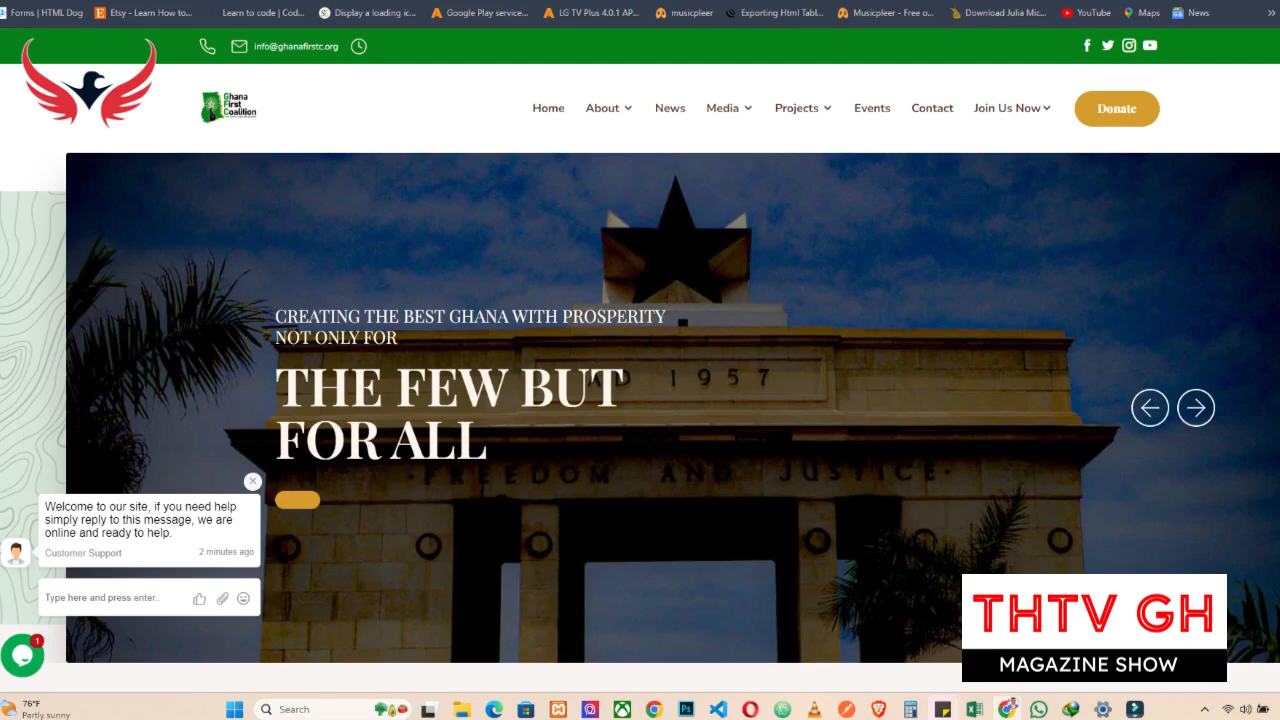 Forms | HTML Dog
Etsy - Learn How to...
Learn to code | Cod...
Display a loading ic...
Google Play service...
LG TV Plus 4.0.1 AP...
musicpleer
Exporting Html Tabl...
Musicpleer - Free o...
Download Julia Mic...
YouTube
Maps
News
info@ghanafirstc.org
Ghana
First
Coalition
Home
About
News
Media
Projects
Events
Contact
Join Us Now
Donate
CREATING THE BEST GHANA WITH PROSPERITY
NOT ONLY FOR
THE FEW BUT
FOR ALL
AD 1957
FREEDOM AND JUSTICE
Welcome to our site, if you need help
simply reply to this message, we are
online and ready to help.
Customer Support
2 minutes ago
Type here and press enter..
1
THTV GH
MAGAZINE SHOW
76°F
Partly sunny
Search